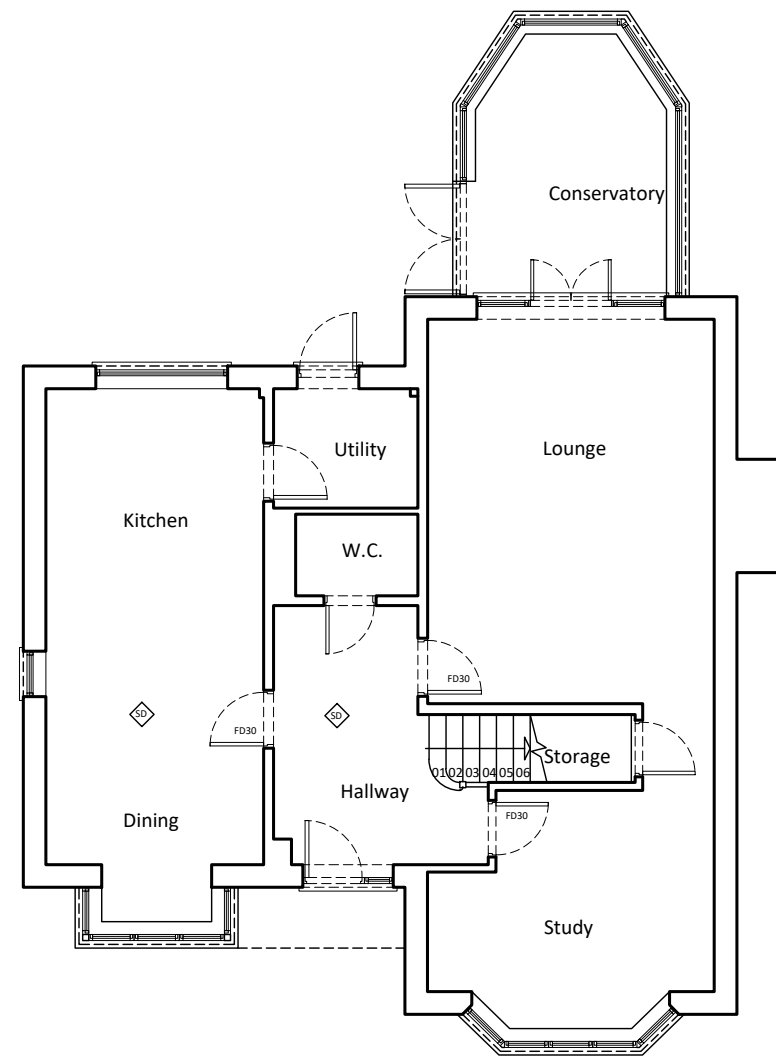 Conservatory
Utility
Lounge
Kitchen
W.C.
FD30
SD
SD
FD30
Storage
01 02 03 04 05 06
Hallway
Dining
FD30
Study